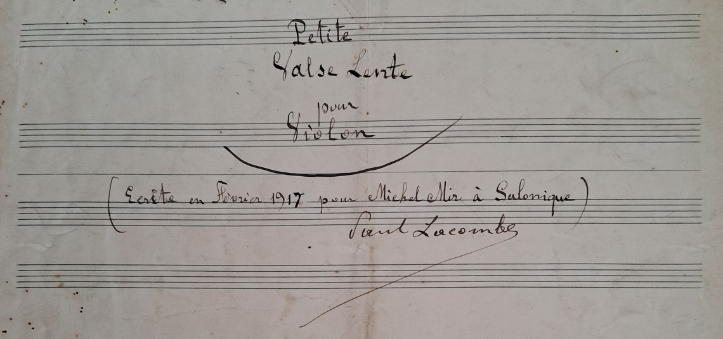 Petite
Valse Lente
pour
Violon
(Ecrite en Février 1917 pour Michel Mir à Salonique)
Paul Lacombe